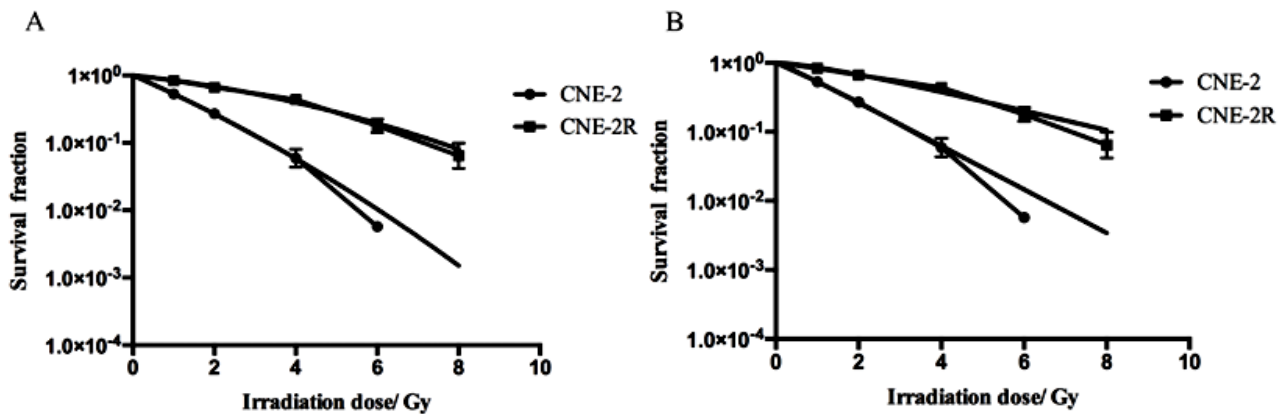 A
Survival fraction
1×10⁰
1.0×10⁻¹
1.0×10⁻²
1.0×10⁻³
1.0×10⁻⁴
0 2 4 6 8 10
Irradiation dose/ Gy
CNE-2
CNE-2R
B
Survival fraction
1×10⁰
1.0×10⁻¹
1.0×10⁻²
1.0×10⁻³
1.0×10⁻⁴
0 2 4 6 8 10
Irradiation dose/ Gy
CNE-2
CNE-2R